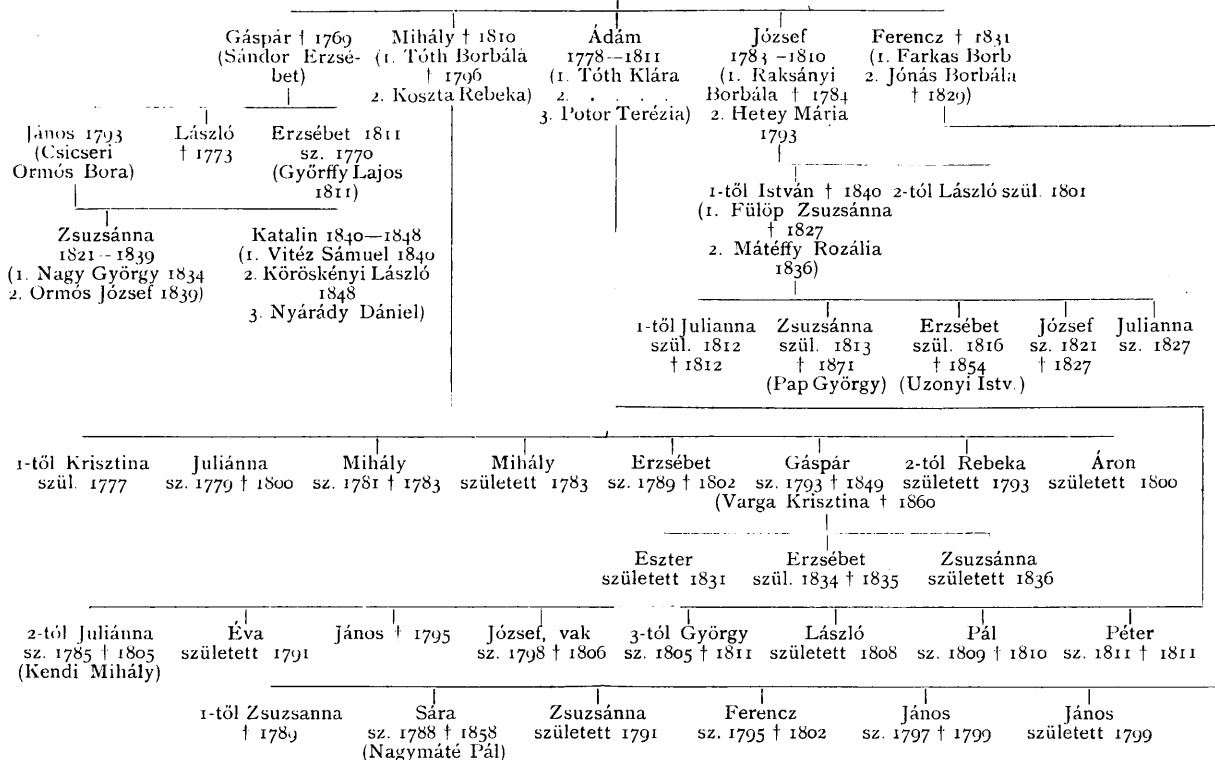 Gáspár † 1769
(Sándor Erzsé-
bet)
Mihály † 1810
(1. Tóth Borbála
† 1796
2. Koszta Rebeka)
Ádám
1778—1811
(1. Tóth Klára
2. . . . .
3. Potor Terézia)
József
1783 –1810
(1. Raksányi
Borbála † 1784
2. Hetey Mária
1793
Ferencz † 1831
(1. Farkas Borb
2. Jónás Borbála
† 1829)
János 1793
(Csicseri
Ormós Bora)
László
† 1773
Erzsébet 1811
sz. 1770
(Győrffy Lajos
1811)
1-től István † 1840
(1. Fülöp Zsuzsánna
† 1827
2. Mátéffy Rozália
1836)
2-tól László szül. 1801
Zsuzsánna
1821–1839
(1. Nagy György 1834
2. Ormós József 1839)
Katalin 1840—1848
(1. Vitéz Sámuel 1840
2. Köröskényi László
1848
3. Nyárády Dániel)
1-től Julianna
szül. 1812
† 1812
Zsuzsánna
szül. 1813
† 1871
(Pap György)
Erzsébet
szül. 1816
† 1854
(Uzonyi Istv.)
József
sz. 1821
† 1827
Julianna
sz. 1827
1-től Krisztina
szül. 1777
Juliánna
sz. 1779 † 1800
Mihály
sz. 1781 † 1783
Mihály
született 1783
Erzsébet
sz. 1789 † 1802
Gáspár
sz. 1793 † 1849
(Varga Krisztina † 1860
2-tól Rebeka
született 1793
Áron
született 1800
Eszter
született 1831
Erzsébet
szül. 1834 † 1835
Zsuzsánna
született 1836
2-tól Juliánna
sz. 1785 † 1805
(Kendi Mihály)
Éva
született 1791
János † 1795
József, vak
sz. 1798 † 1806
3-tól György
sz. 1805 † 1811
László
született 1808
Pál
sz. 1809 † 1810
Péter
sz. 1811 † 1811
1-től Zsuzsanna
† 1789
Sára
sz. 1788 † 1858
(Nagymáté Pál)
Zsuzsánna
született 1791
Ferencz
sz. 1795 † 1802
János
sz. 1797 † 1799
János
született 1799